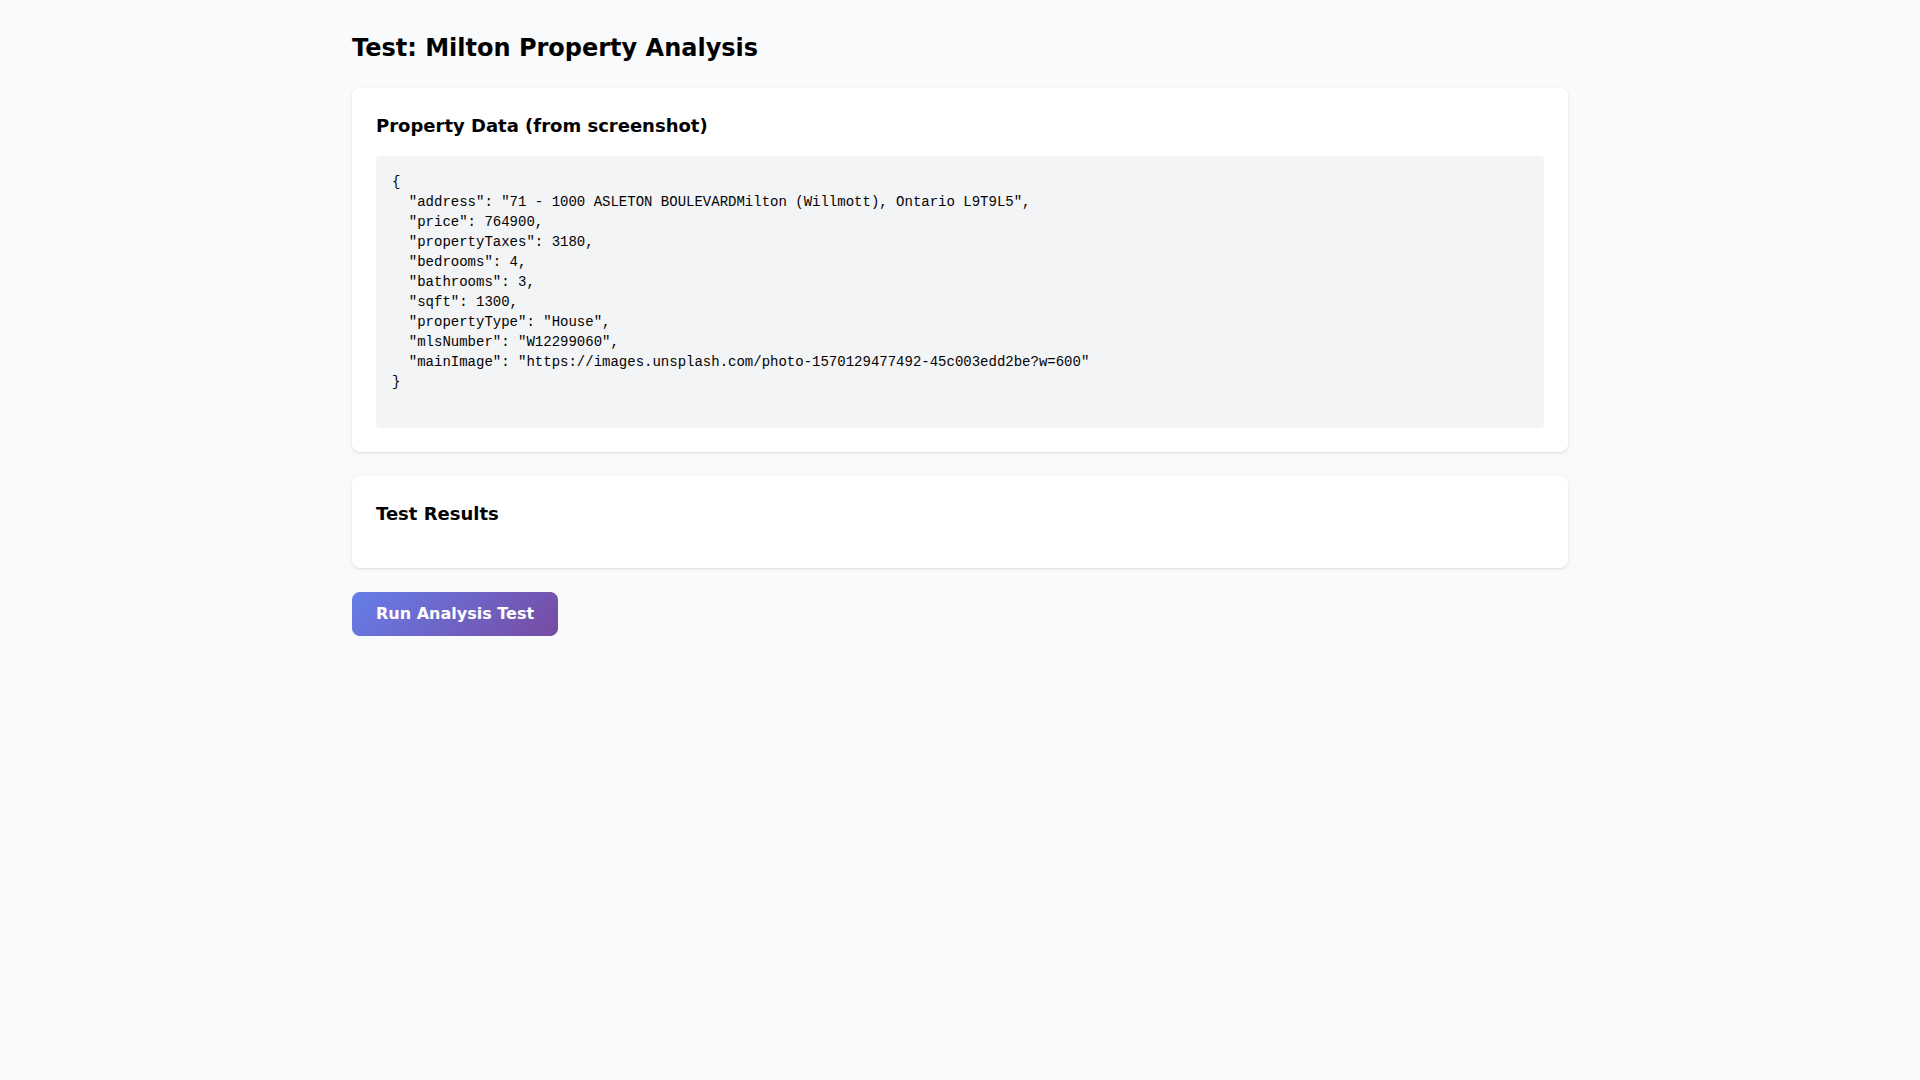 Test: Milton Property Analysis
Property Data (from screenshot)
{
  "address": "71 - 1000 ASLETON BOULEVARDMilton (Willmott), Ontario L9T9L5",
  "price": 764900,
  "propertyTaxes": 3180,
  "bedrooms": 4,
  "bathrooms": 3,
  "sqft": 1300,
  "propertyType": "House",
  "mlsNumber": "W12299060",
  "mainImage": "https://images.unsplash.com/photo-1570129477492-45c003edd2be?w=600"
}
Test Results
Run Analysis Test